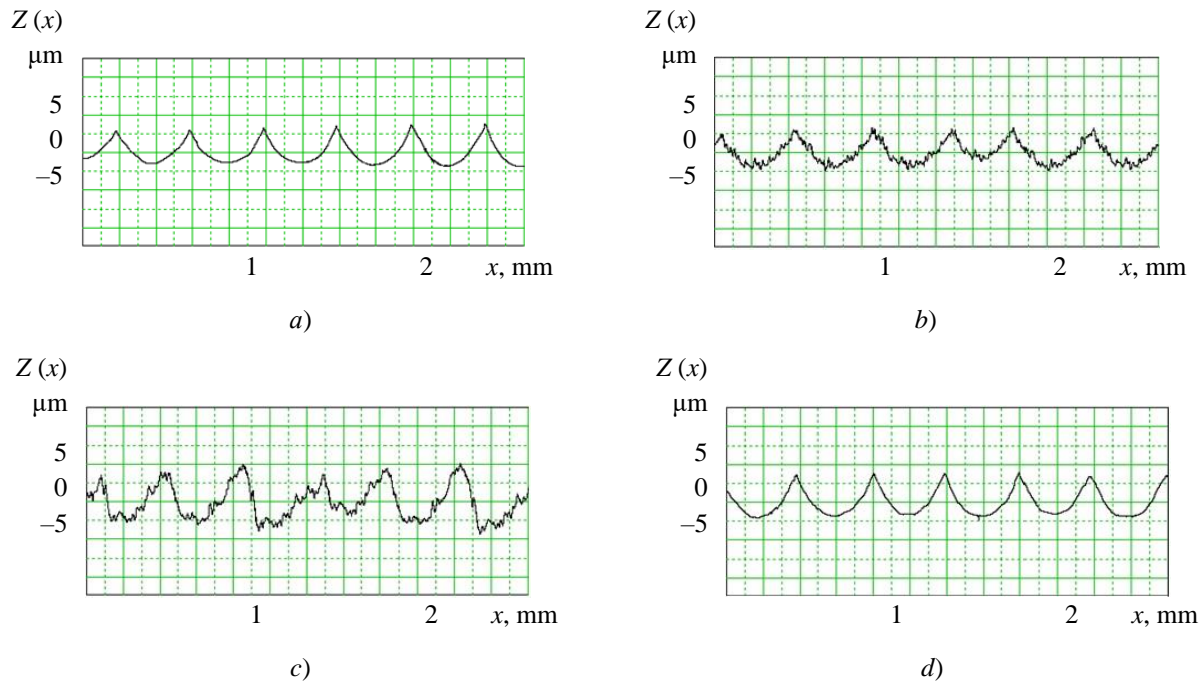 Z (x)
µm
5
0
–5
1 2 x, mm
a)
Z (x)
µm
5
0
–5
1 2 x, mm
b)
Z (x)
µm
5
0
–5
1 2 x, mm
c)
Z (x)
µm
5
0
–5
1 2 x, mm
d)